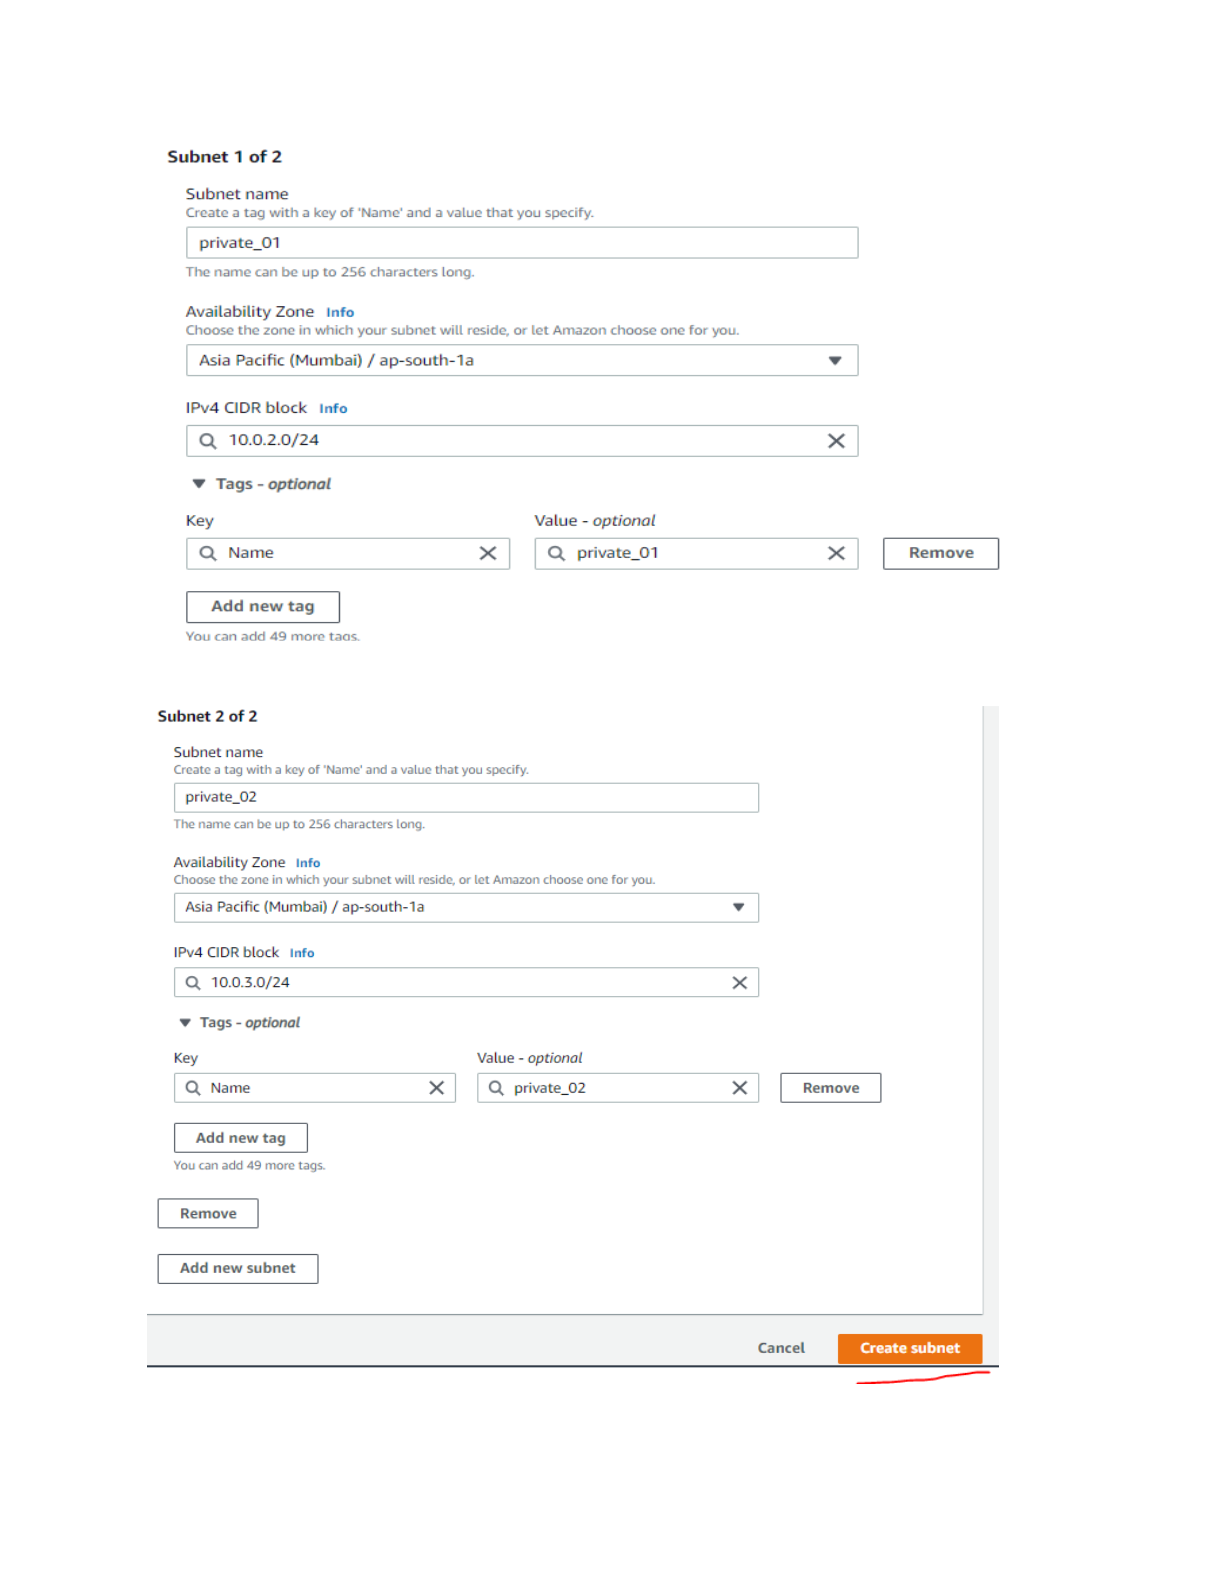 Subnet 1 of 2
Subnet name
Create a tag with a key of 'Name' and a value that you specify.
private_01
The name can be up to 256 characters long.
Availability Zone Info
Choose the zone in which your subnet will reside, or let Amazon choose one for you.
Asia Pacific (Mumbai) / ap-south-1a
IPv4 CIDR block Info
10.0.2.0/24
Tags - optional
Key Value - optional
Name private_01 Remove
Add new tag
You can add 49 more tags.
Subnet 2 of 2
Subnet name
Create a tag with a key of 'Name' and a value that you specify.
private_02
The name can be up to 256 characters long.
Availability Zone Info
Choose the zone in which your subnet will reside, or let Amazon choose one for you.
Asia Pacific (Mumbai) / ap-south-1a
IPv4 CIDR block Info
10.0.3.0/24
Tags - optional
Key Value - optional
Name private_02 Remove
Add new tag
You can add 49 more tags.
Remove
Add new subnet
Cancel Create subnet